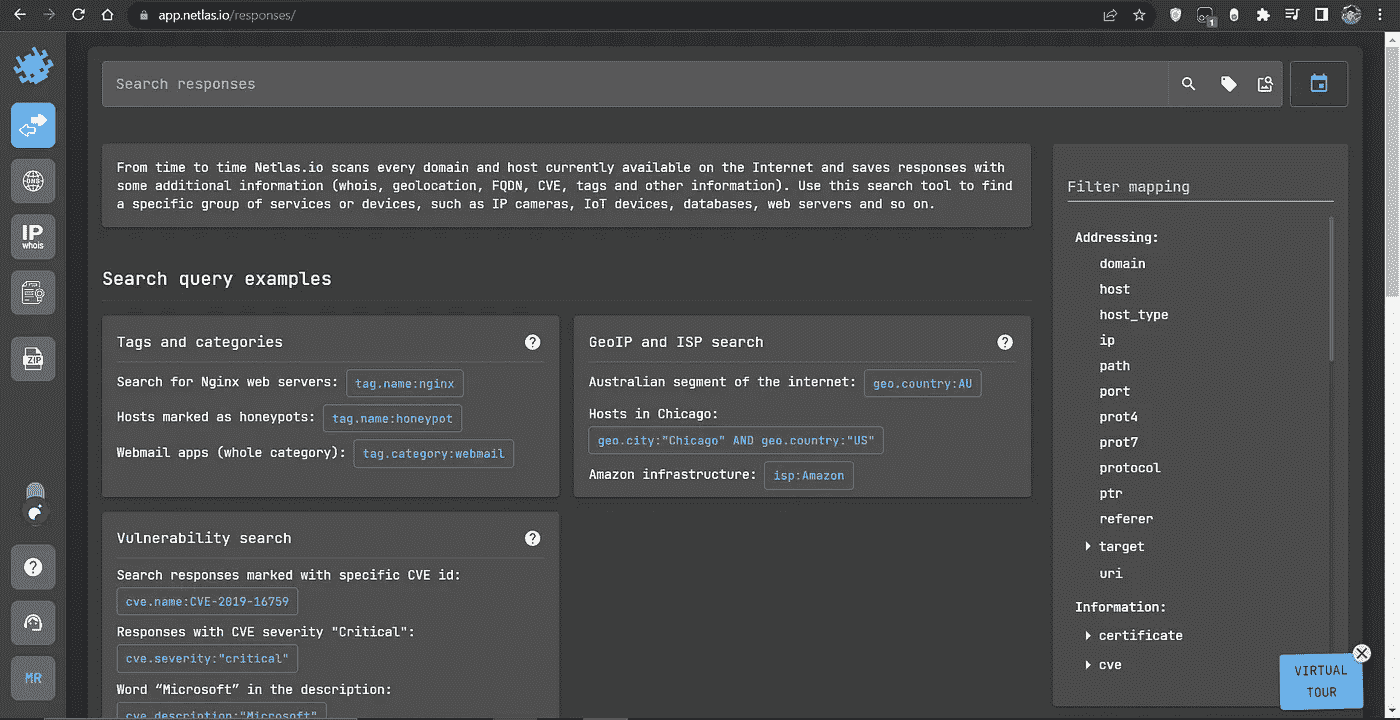 app.netlas.io/responses/
1
Search responses
DNS
IP
whois
ZIP
MR
From time to time Netlas.io scans every domain and host currently available on the Internet and saves responses with
some additional information (whois, geolocation, FQDN, CVE, tags and other information). Use this search tool to find
a specific group of services or devices, such as IP cameras, IoT devices, databases, web servers and so on.
Search query examples
Tags and categories
?
Search for Nginx web servers: tag.name:nginx
Hosts marked as honeypots: tag.name:honeypot
Webmail apps (whole category): tag.category:webmail
GeoIP and ISP search
?
Australian segment of the internet: geo.country:AU
Hosts in Chicago:
geo.city:"Chicago" AND geo.country:"US"
Amazon infrastructure: isp:Amazon
Vulnerability search
?
Search responses marked with specific CVE id:
cve.name:CVE-2019-16759
Responses with CVE severity "Critical":
cve.severity:"critical"
Word “Microsoft” in the description:
cve.description:"Microsoft"
Filter mapping
Addressing:
domain
host
host_type
ip
path
port
prot4
prot7
protocol
ptr
referer
target
uri
Information:
certificate
cve
VIRTUAL
TOUR
?